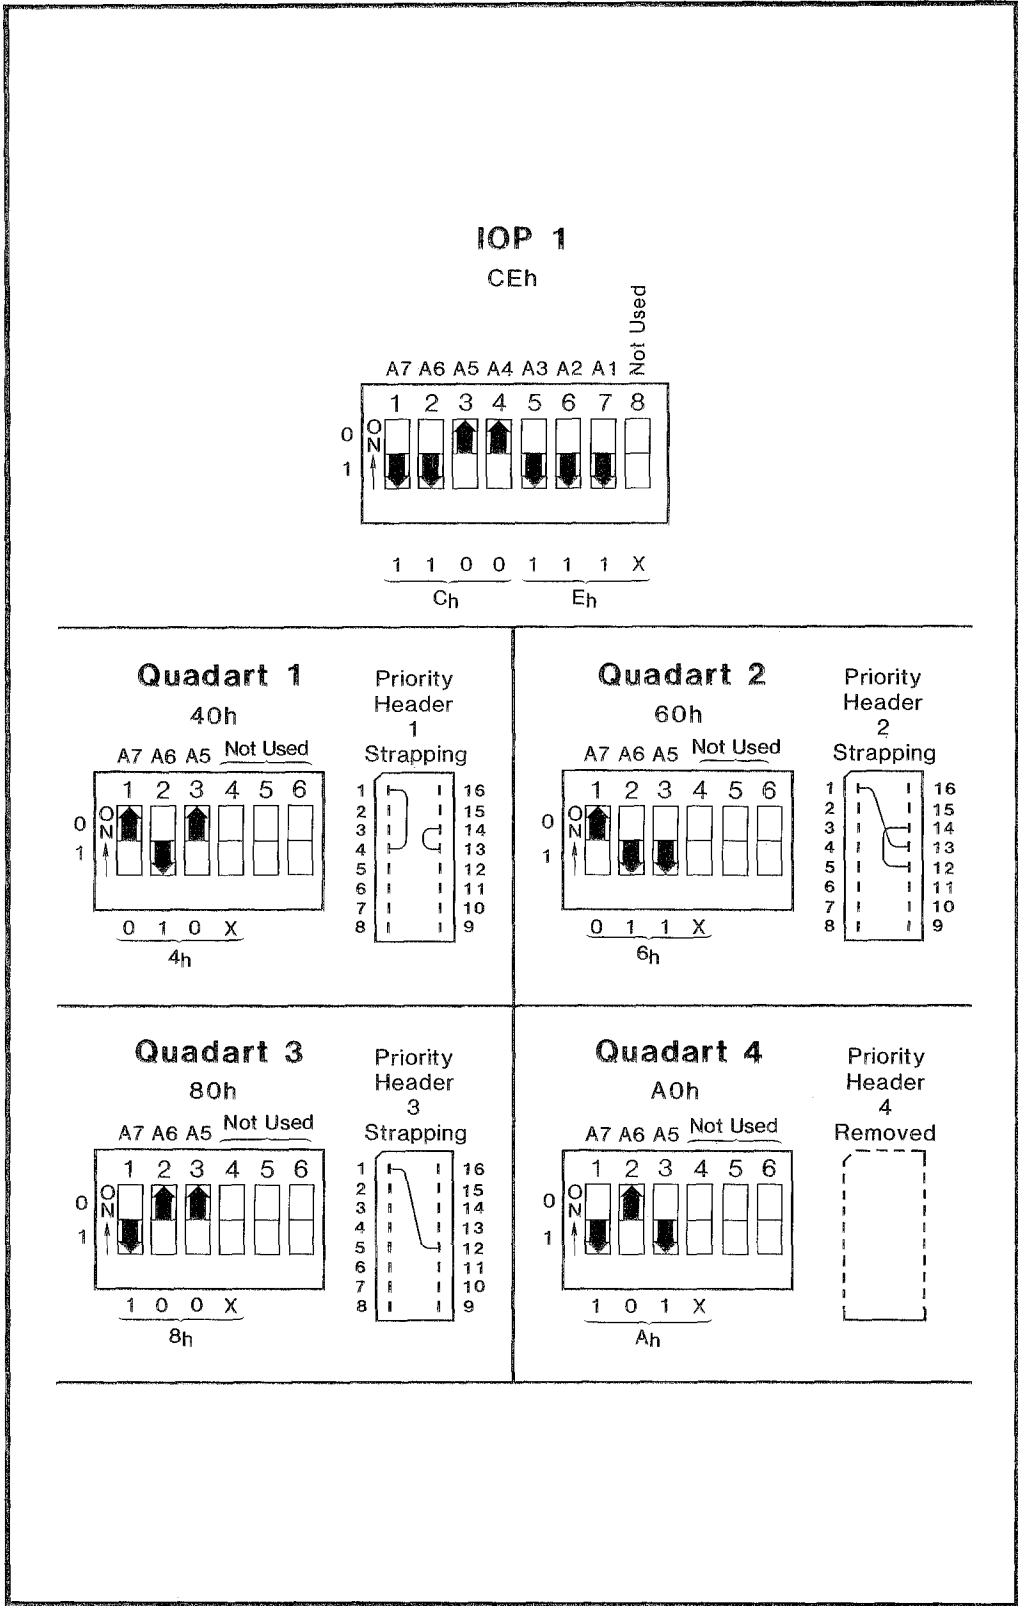 IOP 1
CEh
A7 A6 A5 A4 A3 A2 A1 Not Used
1 2 3 4 5 6 7 8
0 ON
1
1 1 0 0 1 1 1 X
Ch Eh
Quadart 1
40h
A7 A6 A5 Not Used
1 2 3 4 5 6
0 ON
1
0 1 0 X
4h
Priority
Header
1
Strapping
1 16
2 15
3 14
4 13
5 12
6 11
7 10
8 9
Quadart 2
60h
A7 A6 A5 Not Used
1 2 3 4 5 6
0 ON
1
0 1 1 X
6h
Priority
Header
2
Strapping
1 16
2 15
3 14
4 13
5 12
6 11
7 10
8 9
Quadart 3
80h
A7 A6 A5 Not Used
1 2 3 4 5 6
0 ON
1
1 0 0 X
8h
Priority
Header
3
Strapping
1 16
2 15
3 14
4 13
5 12
6 11
7 10
8 9
Quadart 4
A0h
A7 A6 A5 Not Used
1 2 3 4 5 6
0 ON
1
1 0 1 X
Ah
Priority
Header
4
Removed